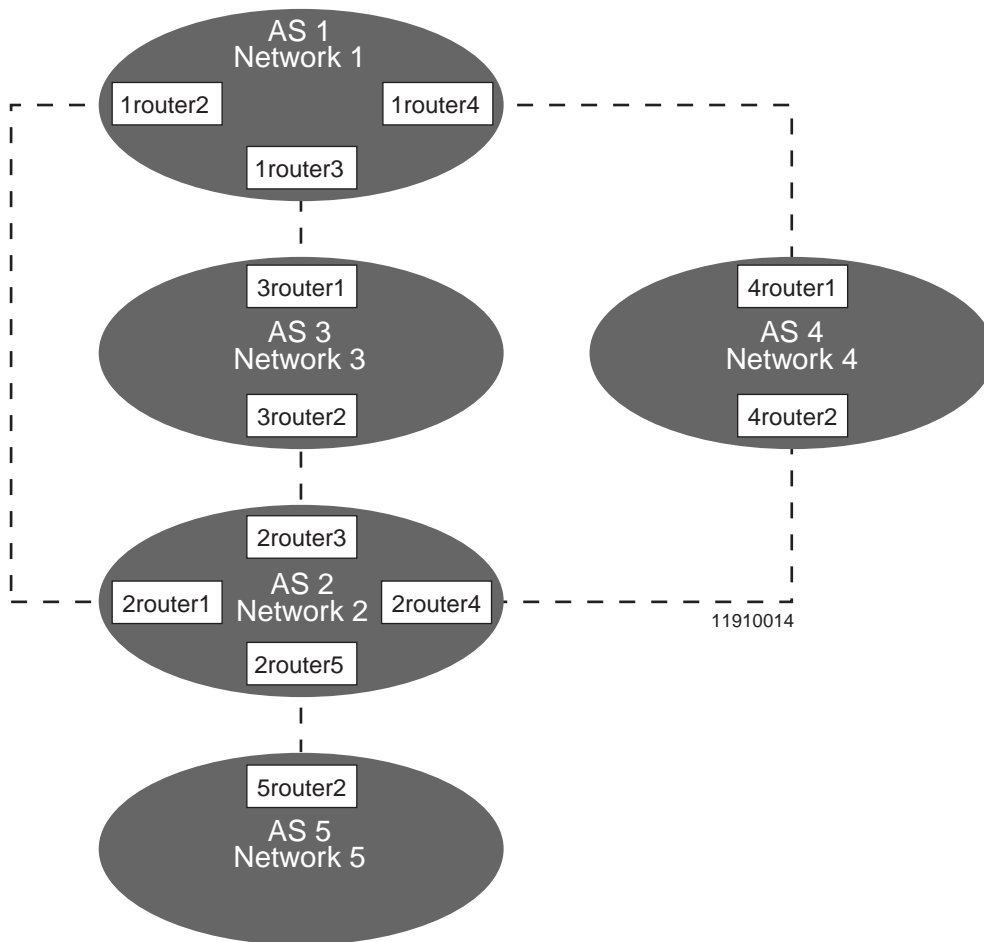 AS 1
Network 1
1router2
1router4
1router3
3router1
AS 3
Network 3
3router2
4router1
AS 4
Network 4
4router2
2router3
AS 2
Network 2
2router1
2router4
2router5
11910014
5router2
AS 5
Network 5